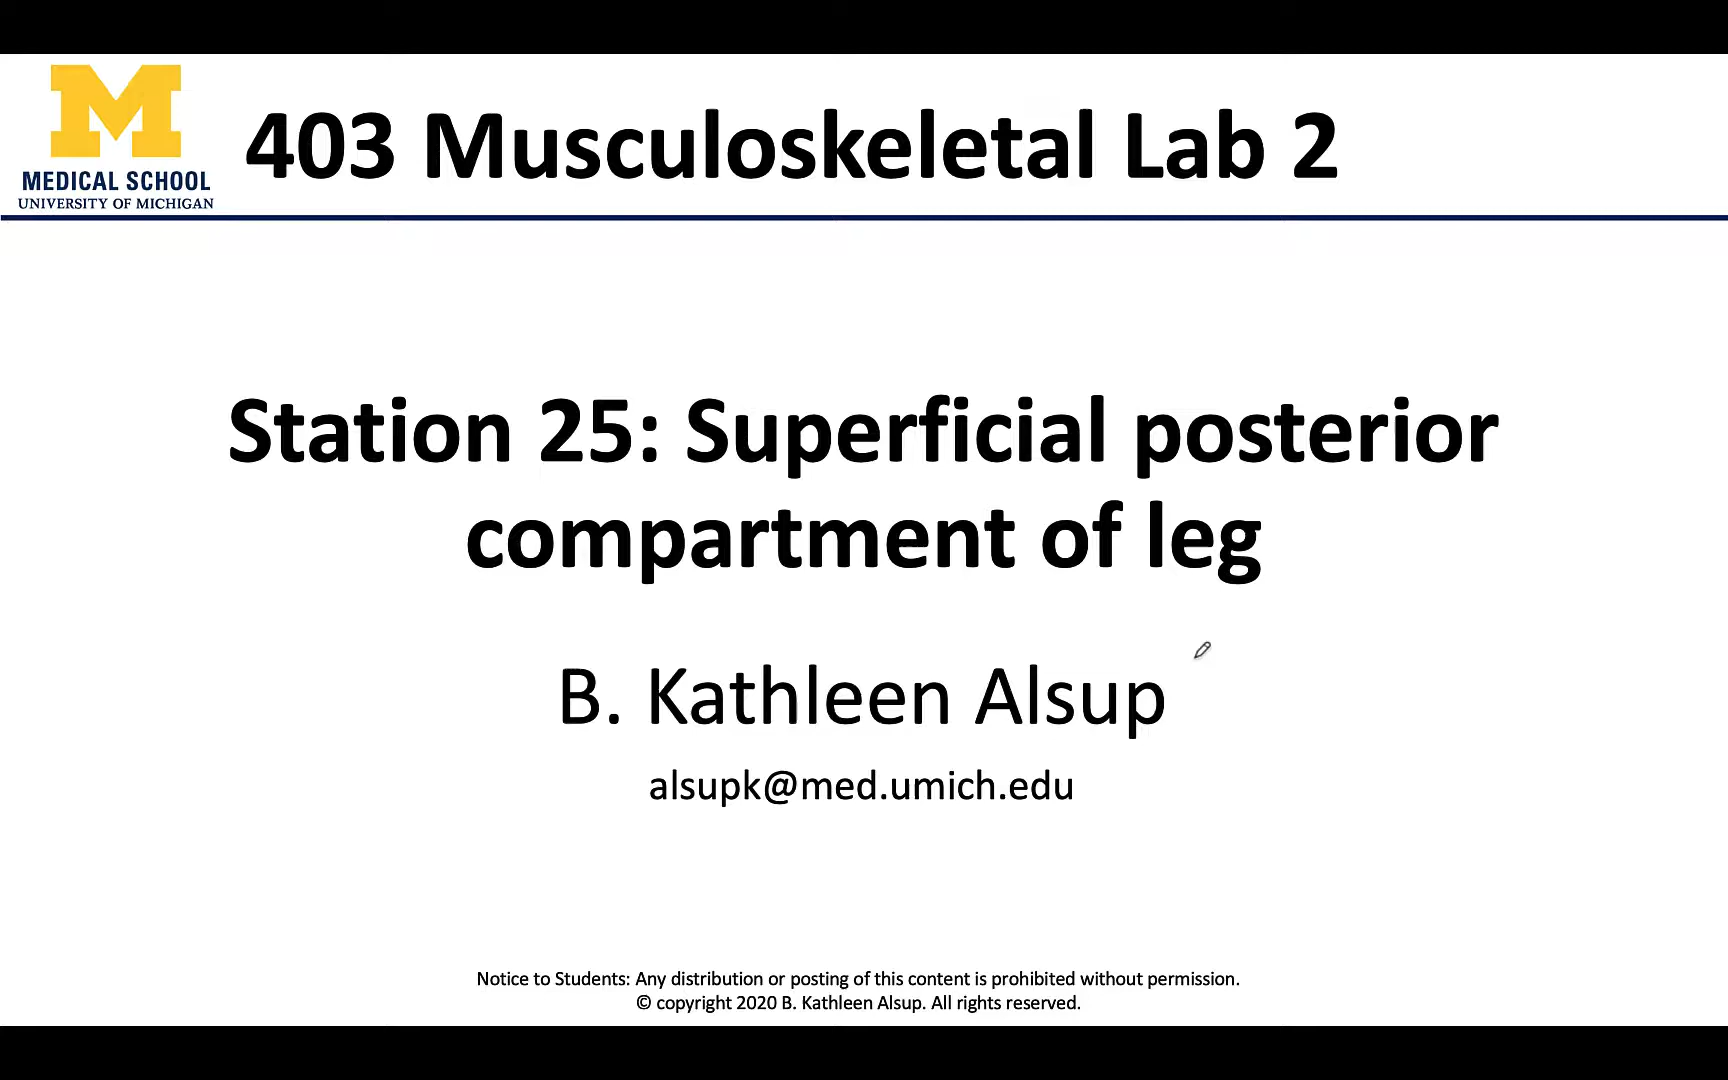 M
MEDICAL SCHOOL
UNIVERSITY OF MICHIGAN
403 Musculoskeletal Lab 2
Station 25: Superficial posterior
compartment of leg
B. Kathleen Alsup
alsupk@med.umich.edu
Notice to Students: Any distribution or posting of this content is prohibited without permission.
© copyright 2020 B. Kathleen Alsup. All rights reserved.